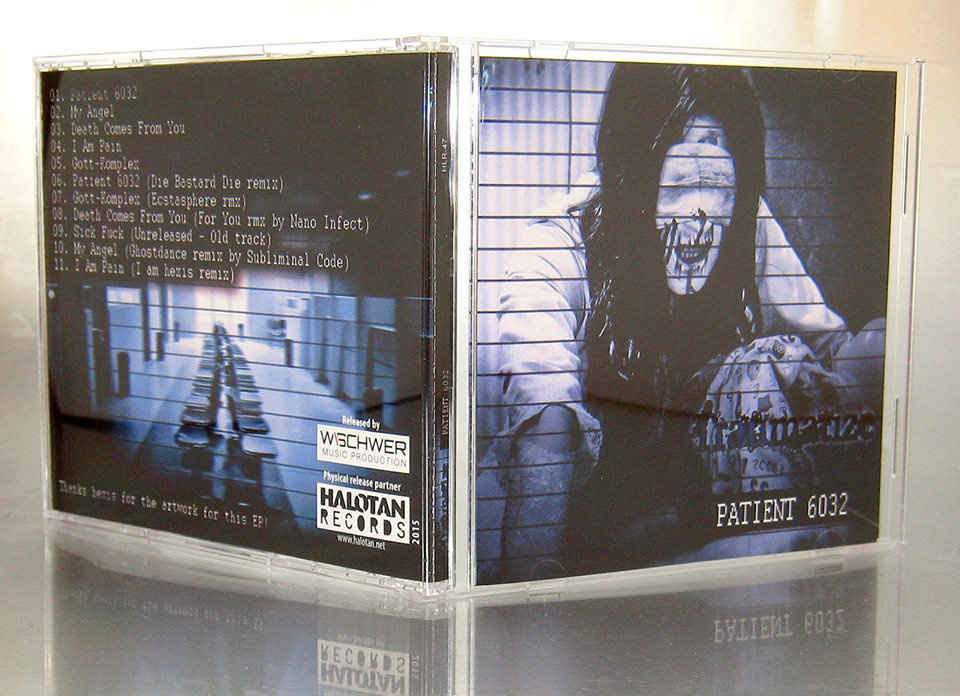 01. Patient 6032
02. My Angel
03. Death Comes From You
04. I Am Pain
05. Gott-Komplex
06. Patient 6032 (Die Bastard Die remix)
07. Gott-Komplex (Ecstasphere rmx)
08. Death Comes From You (For You rmx by Nano Infect)
09. Sick Fuck (Unreleased - Old track)
10. My Angel (Ghostdance remix by Subliminal Code)
11. I Am Pain (I am hexis remix)
Released by
WISCHWER
MUSIC PRODUCTION
Physical release partner
HALOTAN
RECORDS
2015
www.halotan.net
Thanks hexis for the artwork for this EP!
HLR-47
PATIENT 6032
PATIENT 6032